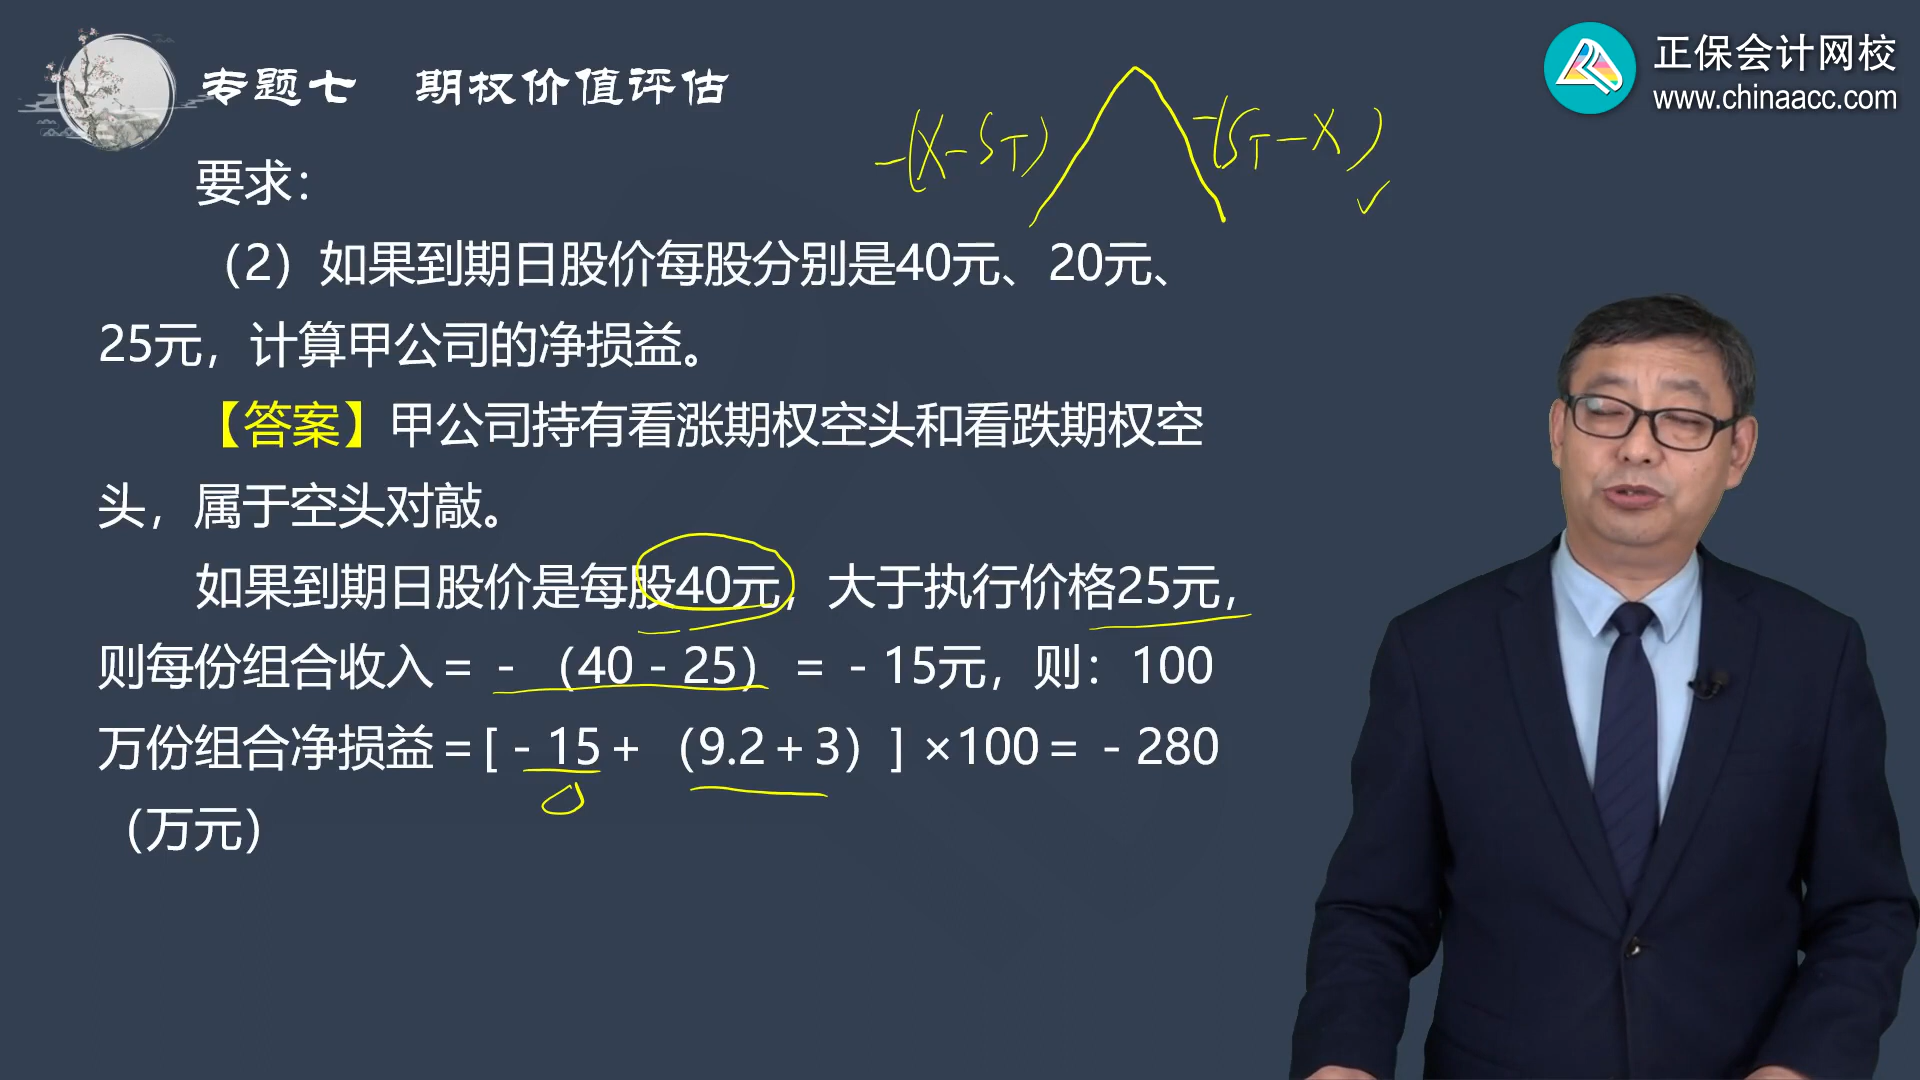 专题七 期权价值评估
正保会计网校
www.chinaacc.com
-(X-ST)
-(ST-X)
要求：
（2）如果到期日股价每股分别是40元、20元、
25元，计算甲公司的净损益。
【答案】甲公司持有看涨期权空头和看跌期权空
头，属于空头对敲。
如果到期日股价是每股40元，大于执行价格25元，
则每份组合收入＝－（40－25）＝－15元，则：100
万份组合净损益＝[－15＋（9.2＋3）]×100＝－280
（万元）